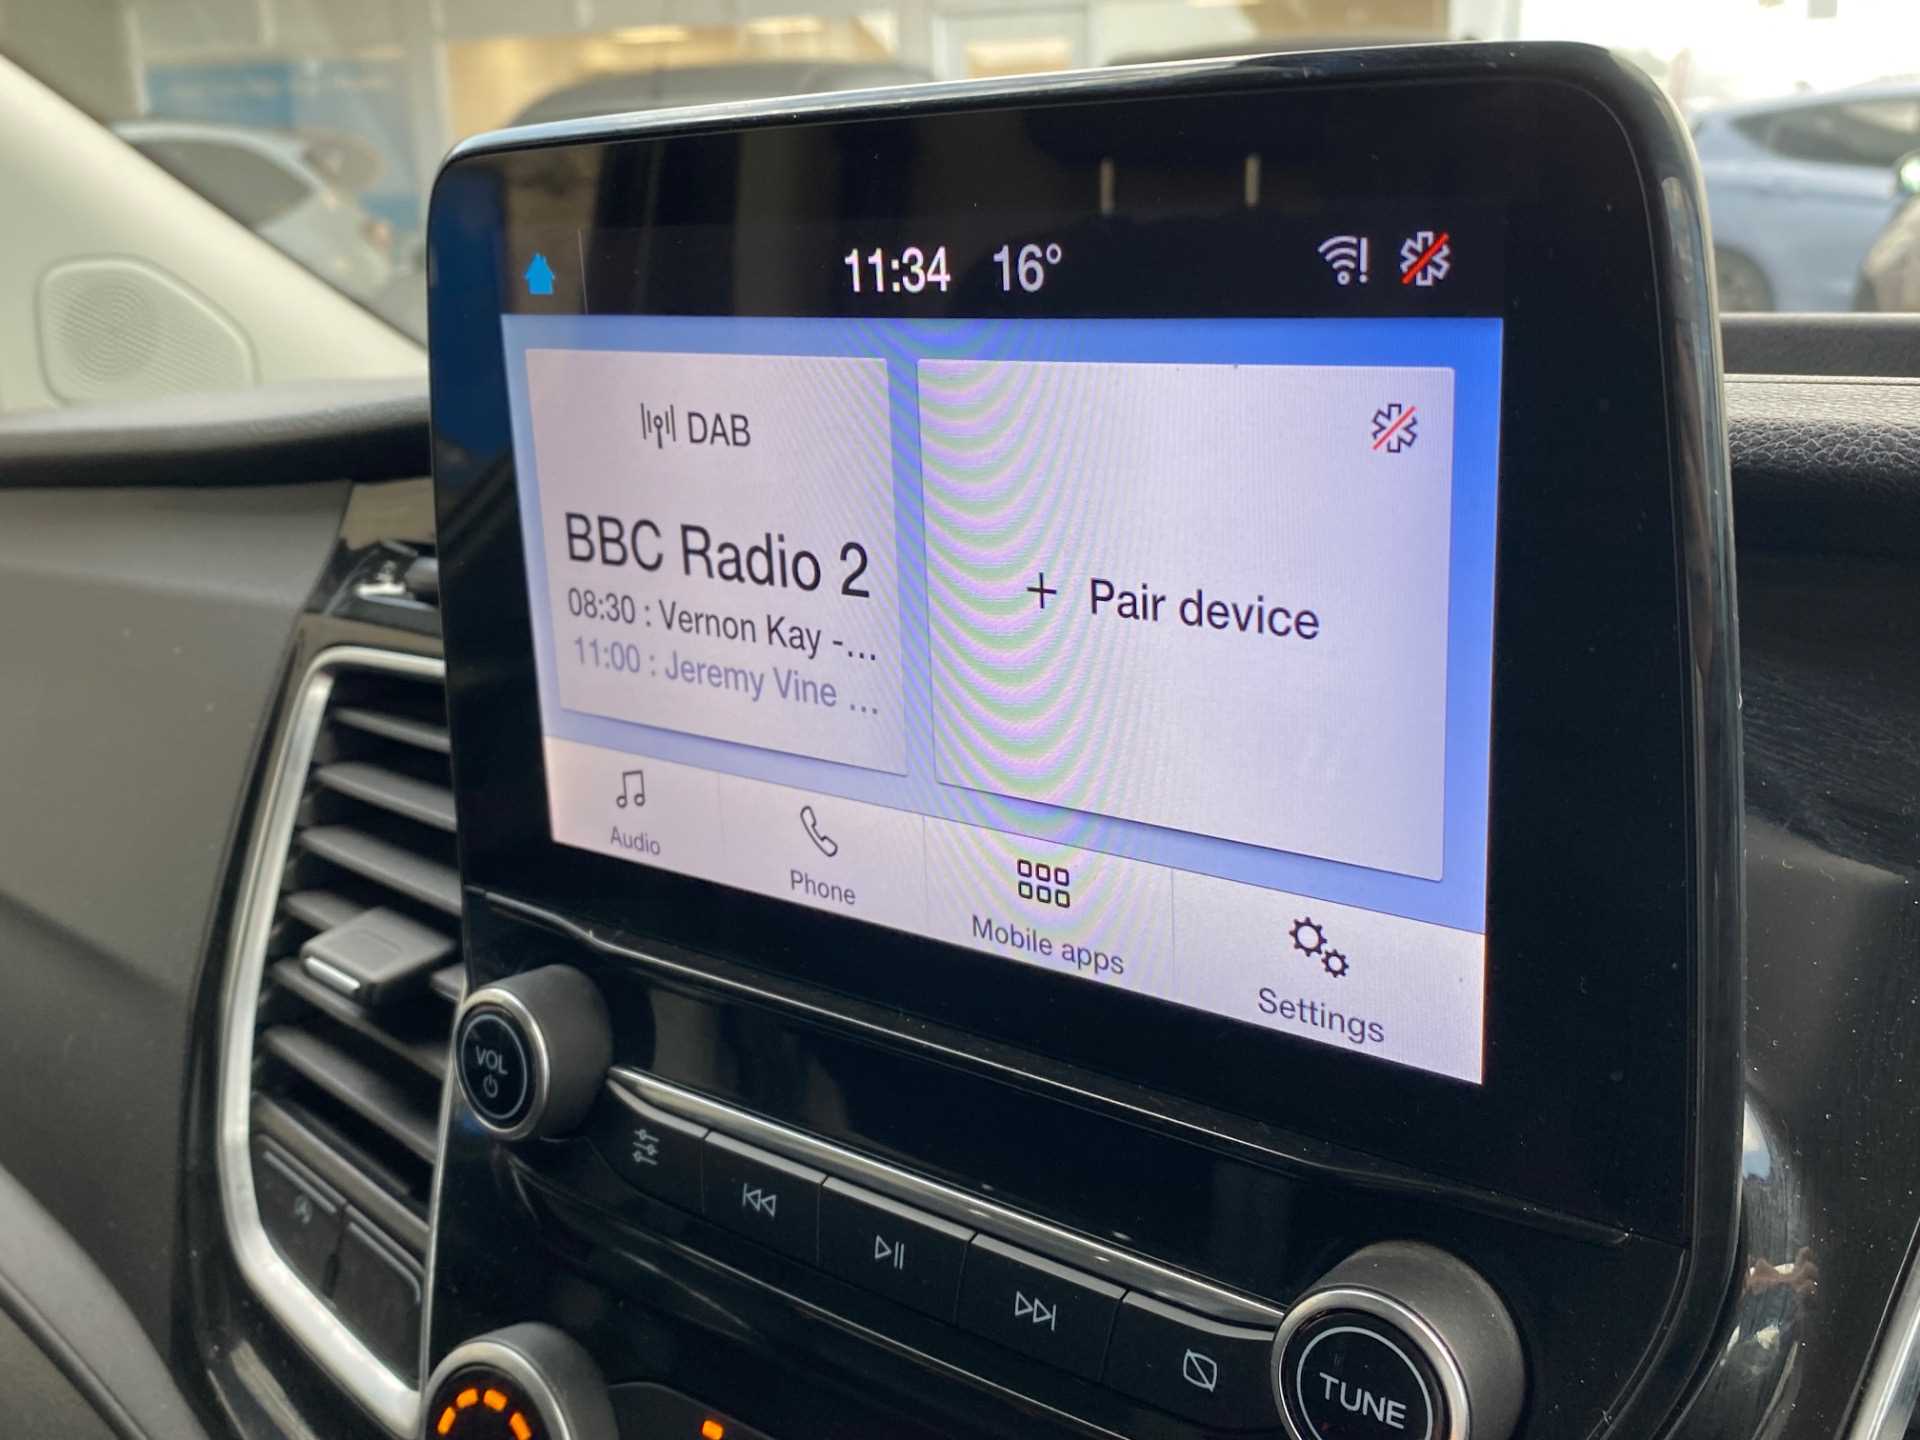 11:34 16°
DAB
BBC Radio 2
08:30 : Vernon Kay -...
11:00 : Jeremy Vine ...
+ Pair device
Audio
Phone
Mobile apps
Settings
VOL
TUNE